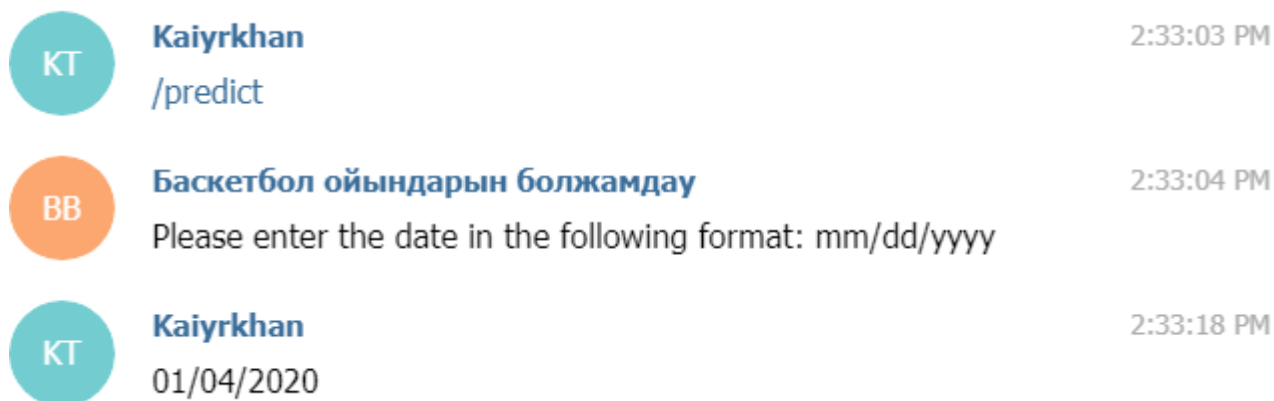 Kaiyrkhan 2:33:03 PM
KT
/predict
Баскетбол ойындарын болжамдау 2:33:04 PM
BB
Please enter the date in the following format: mm/dd/yyyy
Kaiyrkhan 2:33:18 PM
KT
01/04/2020